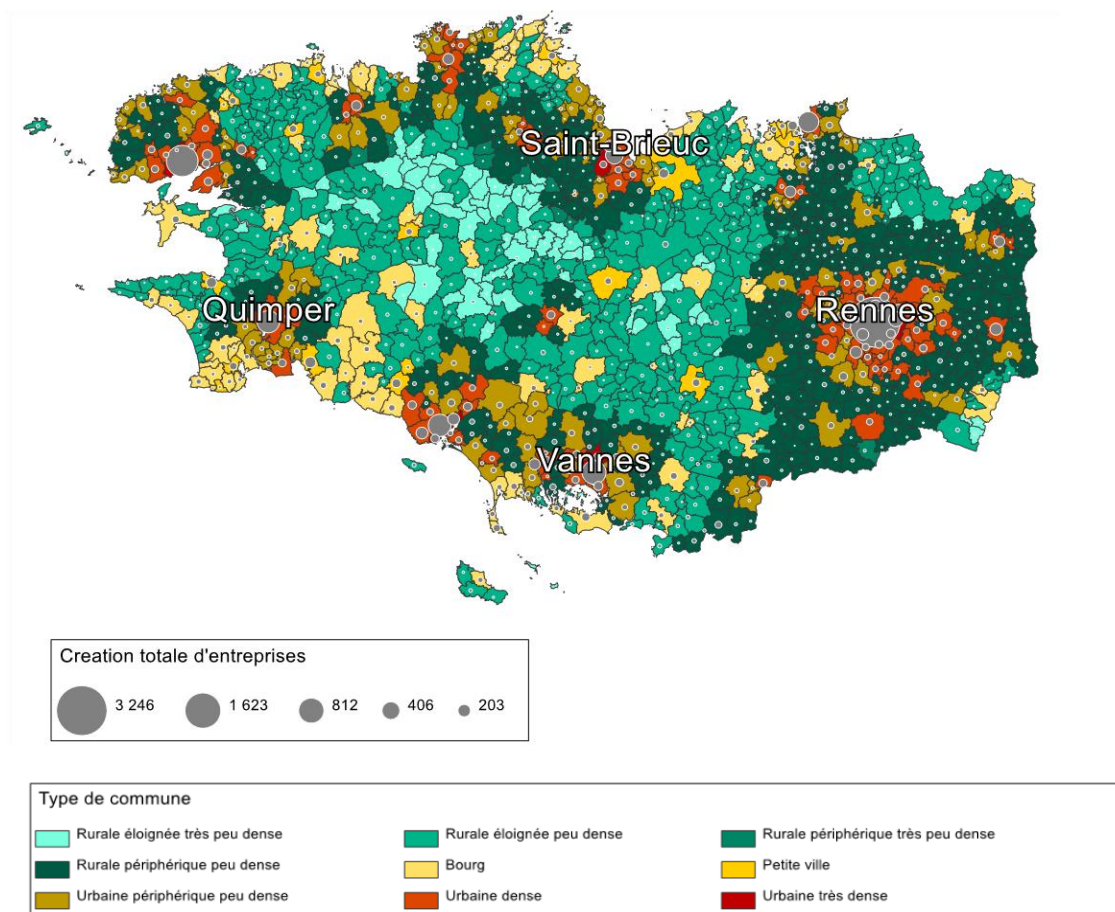 Saint-Brieuc
Quimper
Rennes
Vannes
Creation totale d'entreprises
3 246
1 623
812
406
203
Type de commune
Rurale éloignée très peu dense
Rurale éloignée peu dense
Rurale périphérique très peu dense
Rurale périphérique peu dense
Bourg
Petite ville
Urbaine périphérique peu dense
Urbaine dense
Urbaine très dense